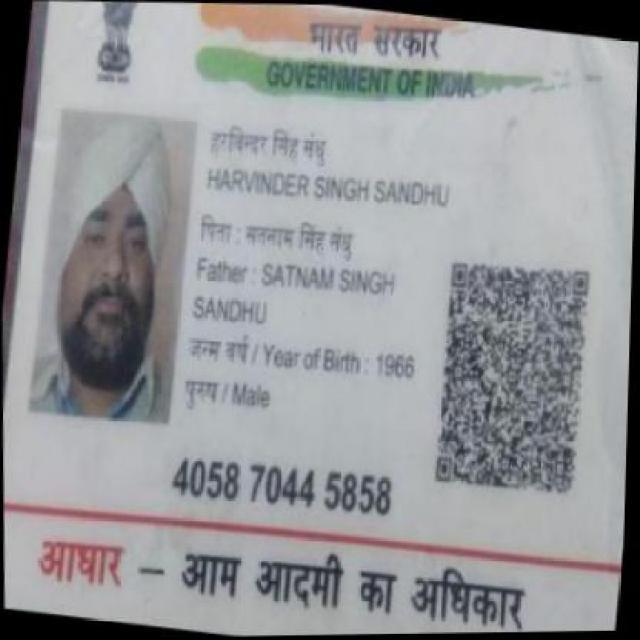 भारत सरकार
GOVERNMENT OF INDIA
हरविन्दर सिंह संधु
HARVINDER SINGH SANDHU
पिता : सतनाम सिंह संधु
Father : SATNAM SINGH
SANDHU
जन्म वर्ष / Year of Birth : 1966
पुरुष / Male
4058 7044 5858
आधार – आम आदमी का अधिकार